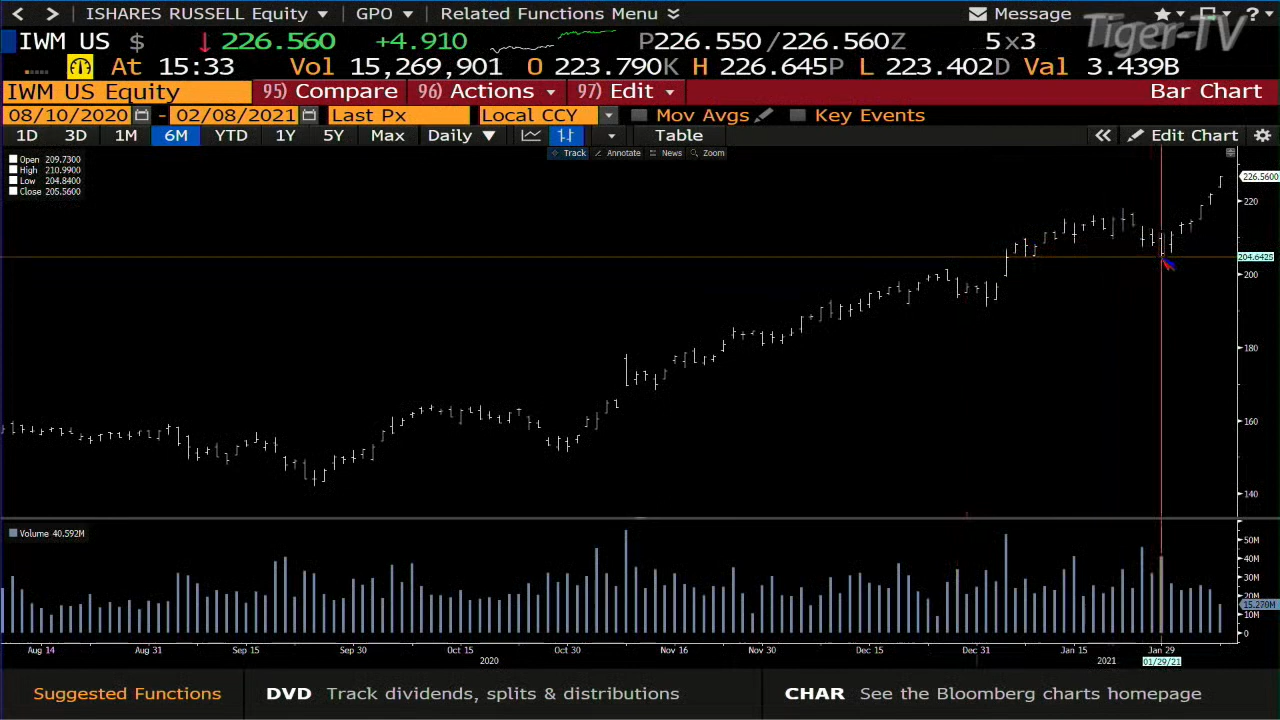 < > ISHARES RUSSELL Equity GPO Related Functions Menu Message ?
IWM US $ ↓ 226.560 +4.910 P226.550 /226.560Z 5x3 Tiger-TV
At 15:33 Vol 15,269,901 O 223.790K H 226.645P L 223.402D Val 3.439B
IWM US Equity 95) Compare 96) Actions 97) Edit Bar Chart
08/10/2020 - 02/08/2021 Last Px Local CCY Mov Avgs Key Events
1D 3D 1M 6M YTD 1Y 5Y Max Daily ▼ Table « Edit Chart
Track Annotate News Zoom
Open 209.7300
High 210.9900
Low 204.8400
Close 205.5600
226.5600
220
204.6425
200
180
160
140
Volume 40.592M
50M
40M
30M
20M
15.270M
10M
0
Aug 14 Aug 31 Sep 15 Sep 30 Oct 15 Oct 30 Nov 16 Nov 30 Dec 15 Dec 31 Jan 15 Jan 29
2020 2021 01/29/21
Suggested Functions DVD Track dividends, splits & distributions CHAR See the Bloomberg charts homepage